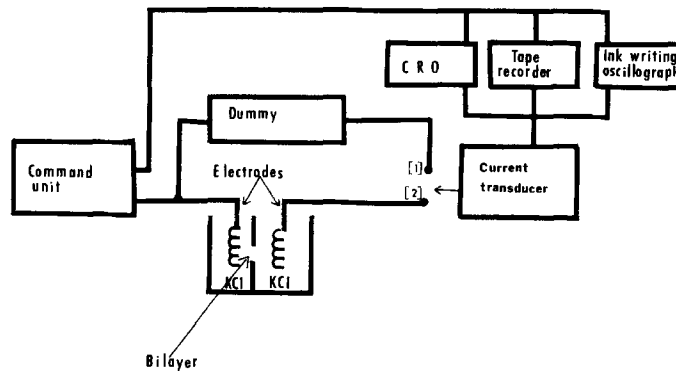 CRO
Tape
recorder
Ink writing
oscillograph
Dummy
Command
unit
Electrodes
[1]
[2]
Current
transducer
KCl
KCl
Bilayer